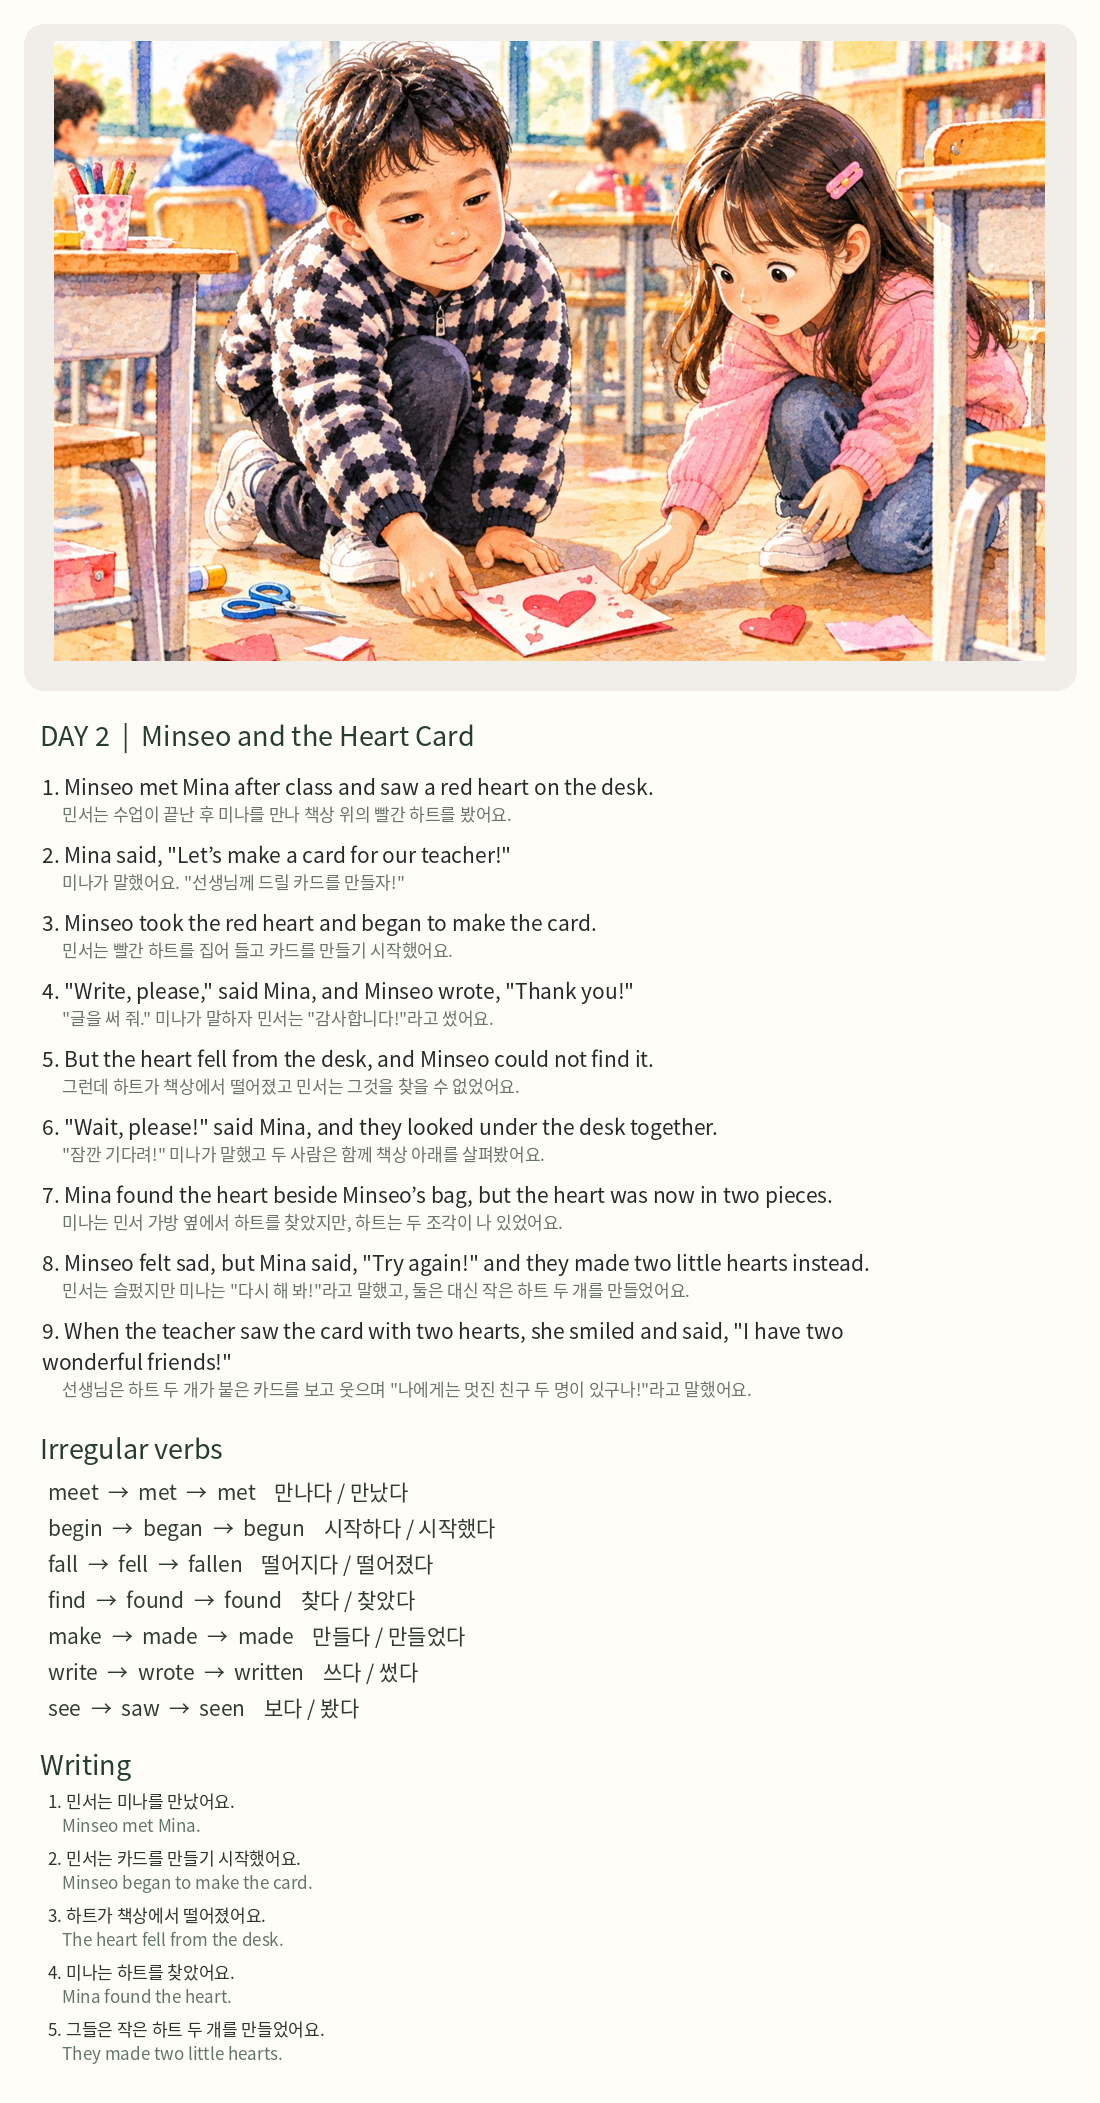 DAY 2 | Minseo and the Heart Card
1. Minseo met Mina after class and saw a red heart on the desk.
민서는 수업이 끝난 후 미나를 만나 책상 위의 빨간 하트를 봤어요.
2. Mina said, "Let’s make a card for our teacher!"
미나가 말했어요. "선생님께 드릴 카드를 만들자!"
3. Minseo took the red heart and began to make the card.
민서는 빨간 하트를 집어 들고 카드를 만들기 시작했어요.
4. "Write, please," said Mina, and Minseo wrote, "Thank you!"
"글을 써 줘." 미나가 말하자 민서는 "감사합니다!"라고 썼어요.
5. But the heart fell from the desk, and Minseo could not find it.
그런데 하트가 책상에서 떨어졌고 민서는 그것을 찾을 수 없었어요.
6. "Wait, please!" said Mina, and they looked under the desk together.
"잠깐 기다려!" 미나가 말했고 두 사람은 함께 책상 아래를 살펴봤어요.
7. Mina found the heart beside Minseo’s bag, but the heart was now in two pieces.
미나는 민서 가방 옆에서 하트를 찾았지만, 하트는 두 조각이 나 있었어요.
8. Minseo felt sad, but Mina said, "Try again!" and they made two little hearts instead.
민서는 슬펐지만 미나는 "다시 해 봐!"라고 말했고, 둘은 대신 작은 하트 두 개를 만들었어요.
9. When the teacher saw the card with two hearts, she smiled and said, "I have two
wonderful friends!"
선생님은 하트 두 개가 붙은 카드를 보고 웃으며 "나에게는 멋진 친구 두 명이 있구나!"라고 말했어요.
Irregular verbs
meet → met → met 만나다 / 만났다
begin → began → begun 시작하다 / 시작했다
fall → fell → fallen 떨어지다 / 떨어졌다
find → found → found 찾다 / 찾았다
make → made → made 만들다 / 만들었다
write → wrote → written 쓰다 / 썼다
see → saw → seen 보다 / 봤다
Writing
1. 민서는 미나를 만났어요.
Minseo met Mina.
2. 민서는 카드를 만들기 시작했어요.
Minseo began to make the card.
3. 하트가 책상에서 떨어졌어요.
The heart fell from the desk.
4. 미나는 하트를 찾았어요.
Mina found the heart.
5. 그들은 작은 하트 두 개를 만들었어요.
They made two little hearts.